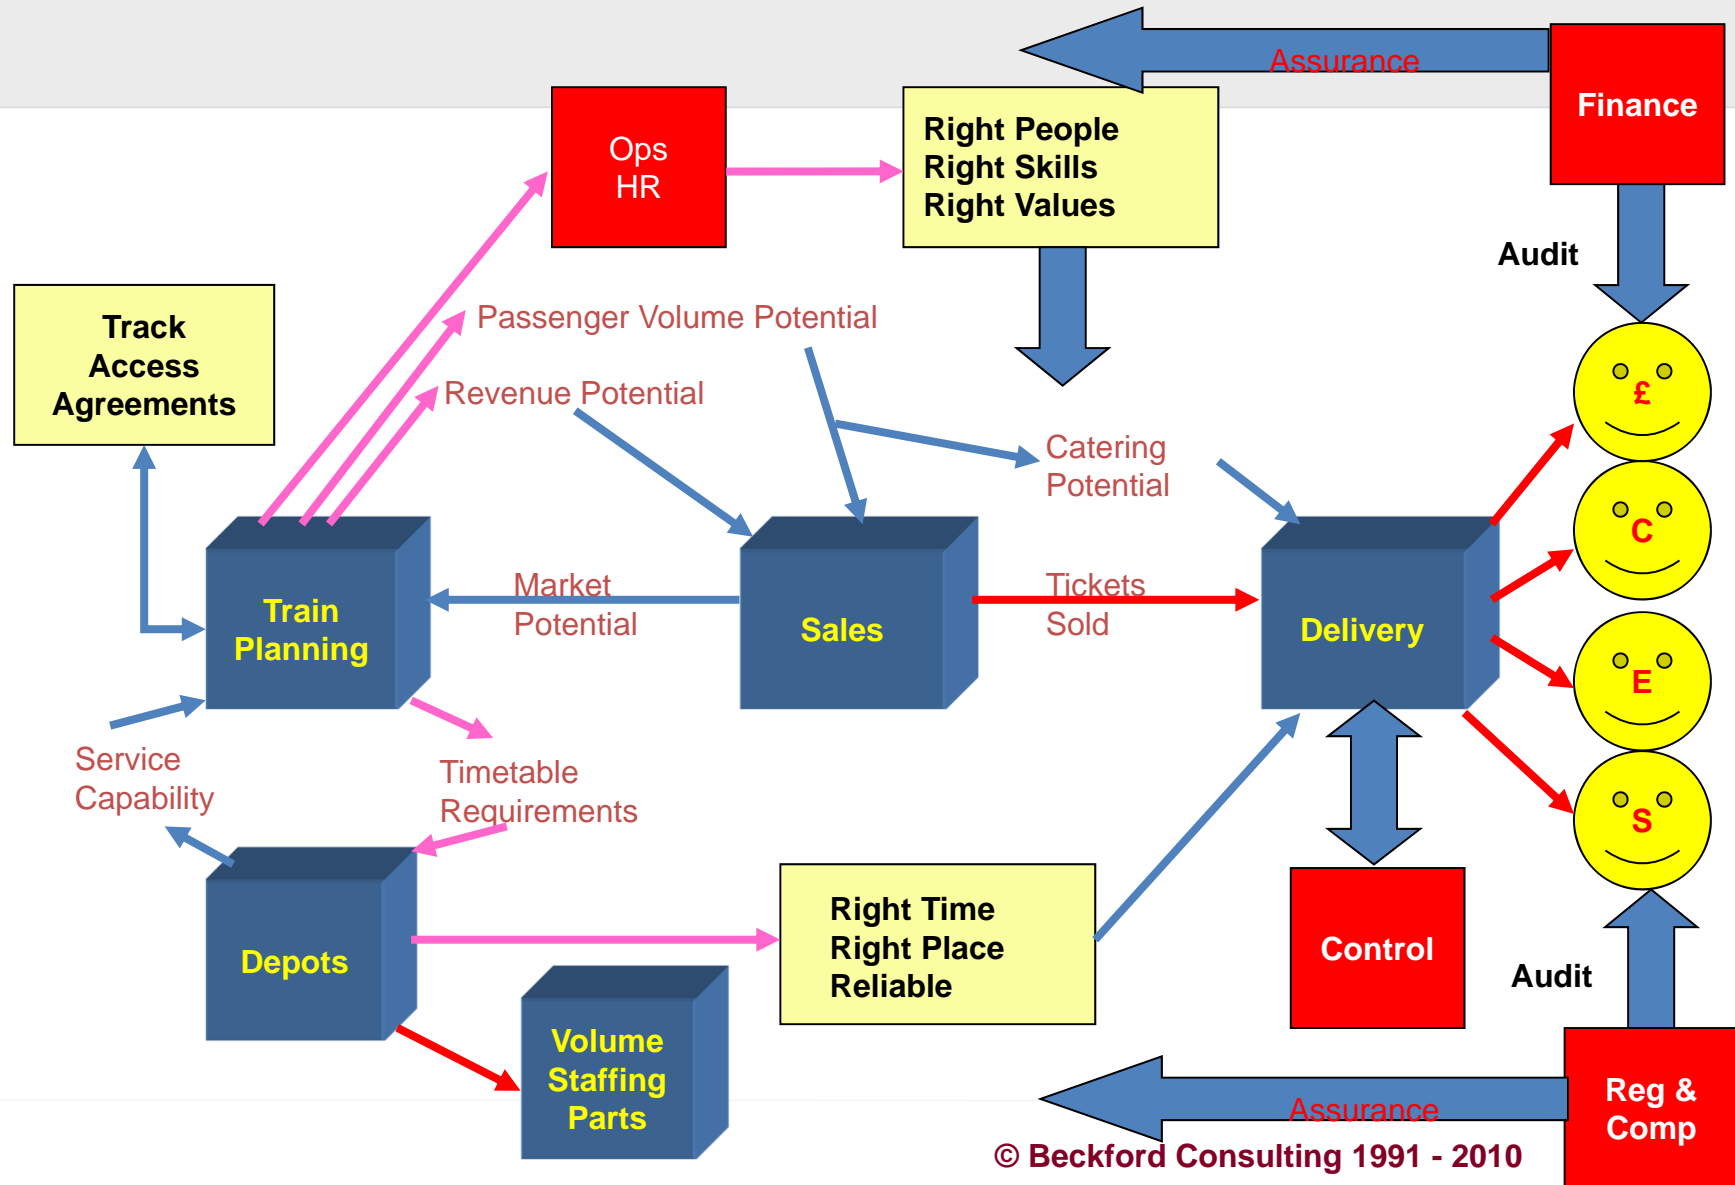 Assurance
Finance
Ops
HR
Right People
Right Skills
Right Values
Audit
Track
Access
Agreements
Passenger Volume Potential
Revenue Potential
£
Catering
Potential
C
Market
Potential
Tickets
Sold
Train
Planning
Sales
Delivery
E
Service
Capability
Timetable
Requirements
S
Right Time
Right Place
Reliable
Depots
Control
Audit
Volume
Staffing
Parts
Assurance
Reg &
Comp
© Beckford Consulting 1991 - 2010